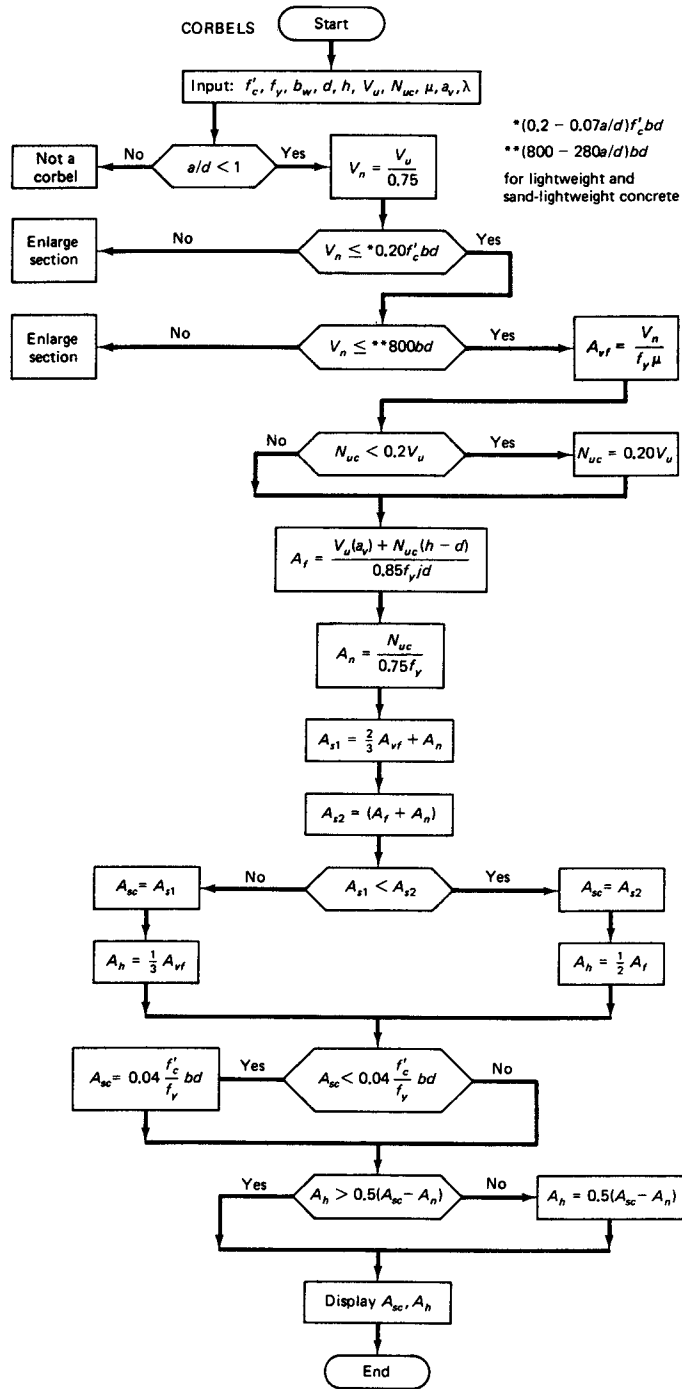 CORBELS
Start
Input: f′c, fy, bw, d, h, Vu, Nuc, μ, av, λ
*(0.2 − 0.07a/d)f′c bd
**(800 − 280a/d)bd
for lightweight and
sand-lightweight concrete
Not a
corbel
No
a/d < 1
Yes
Vn = Vu/0.75
Enlarge
section
No
Vn ≤ *0.20f′c bd
Yes
Enlarge
section
No
Vn ≤ **800bd
Yes
Avf = Vn/fy μ
No
Nuc < 0.2Vu
Yes
Nuc = 0.20Vu
Af = Vu(av) + Nuc(h − d)/0.85fy jd
An = Nuc/0.75fy
As1 = 2/3 Avf + An
As2 = (Af + An)
Asc = As1
No
As1 < As2
Yes
Asc = As2
Ah = 1/3 Avf
Ah = 1/2 Af
Asc = 0.04 f′c/fy bd
Yes
Asc < 0.04 f′c/fy bd
No
Yes
Ah > 0.5(Asc − An)
No
Ah = 0.5(Asc − An)
Display Asc, Ah
End